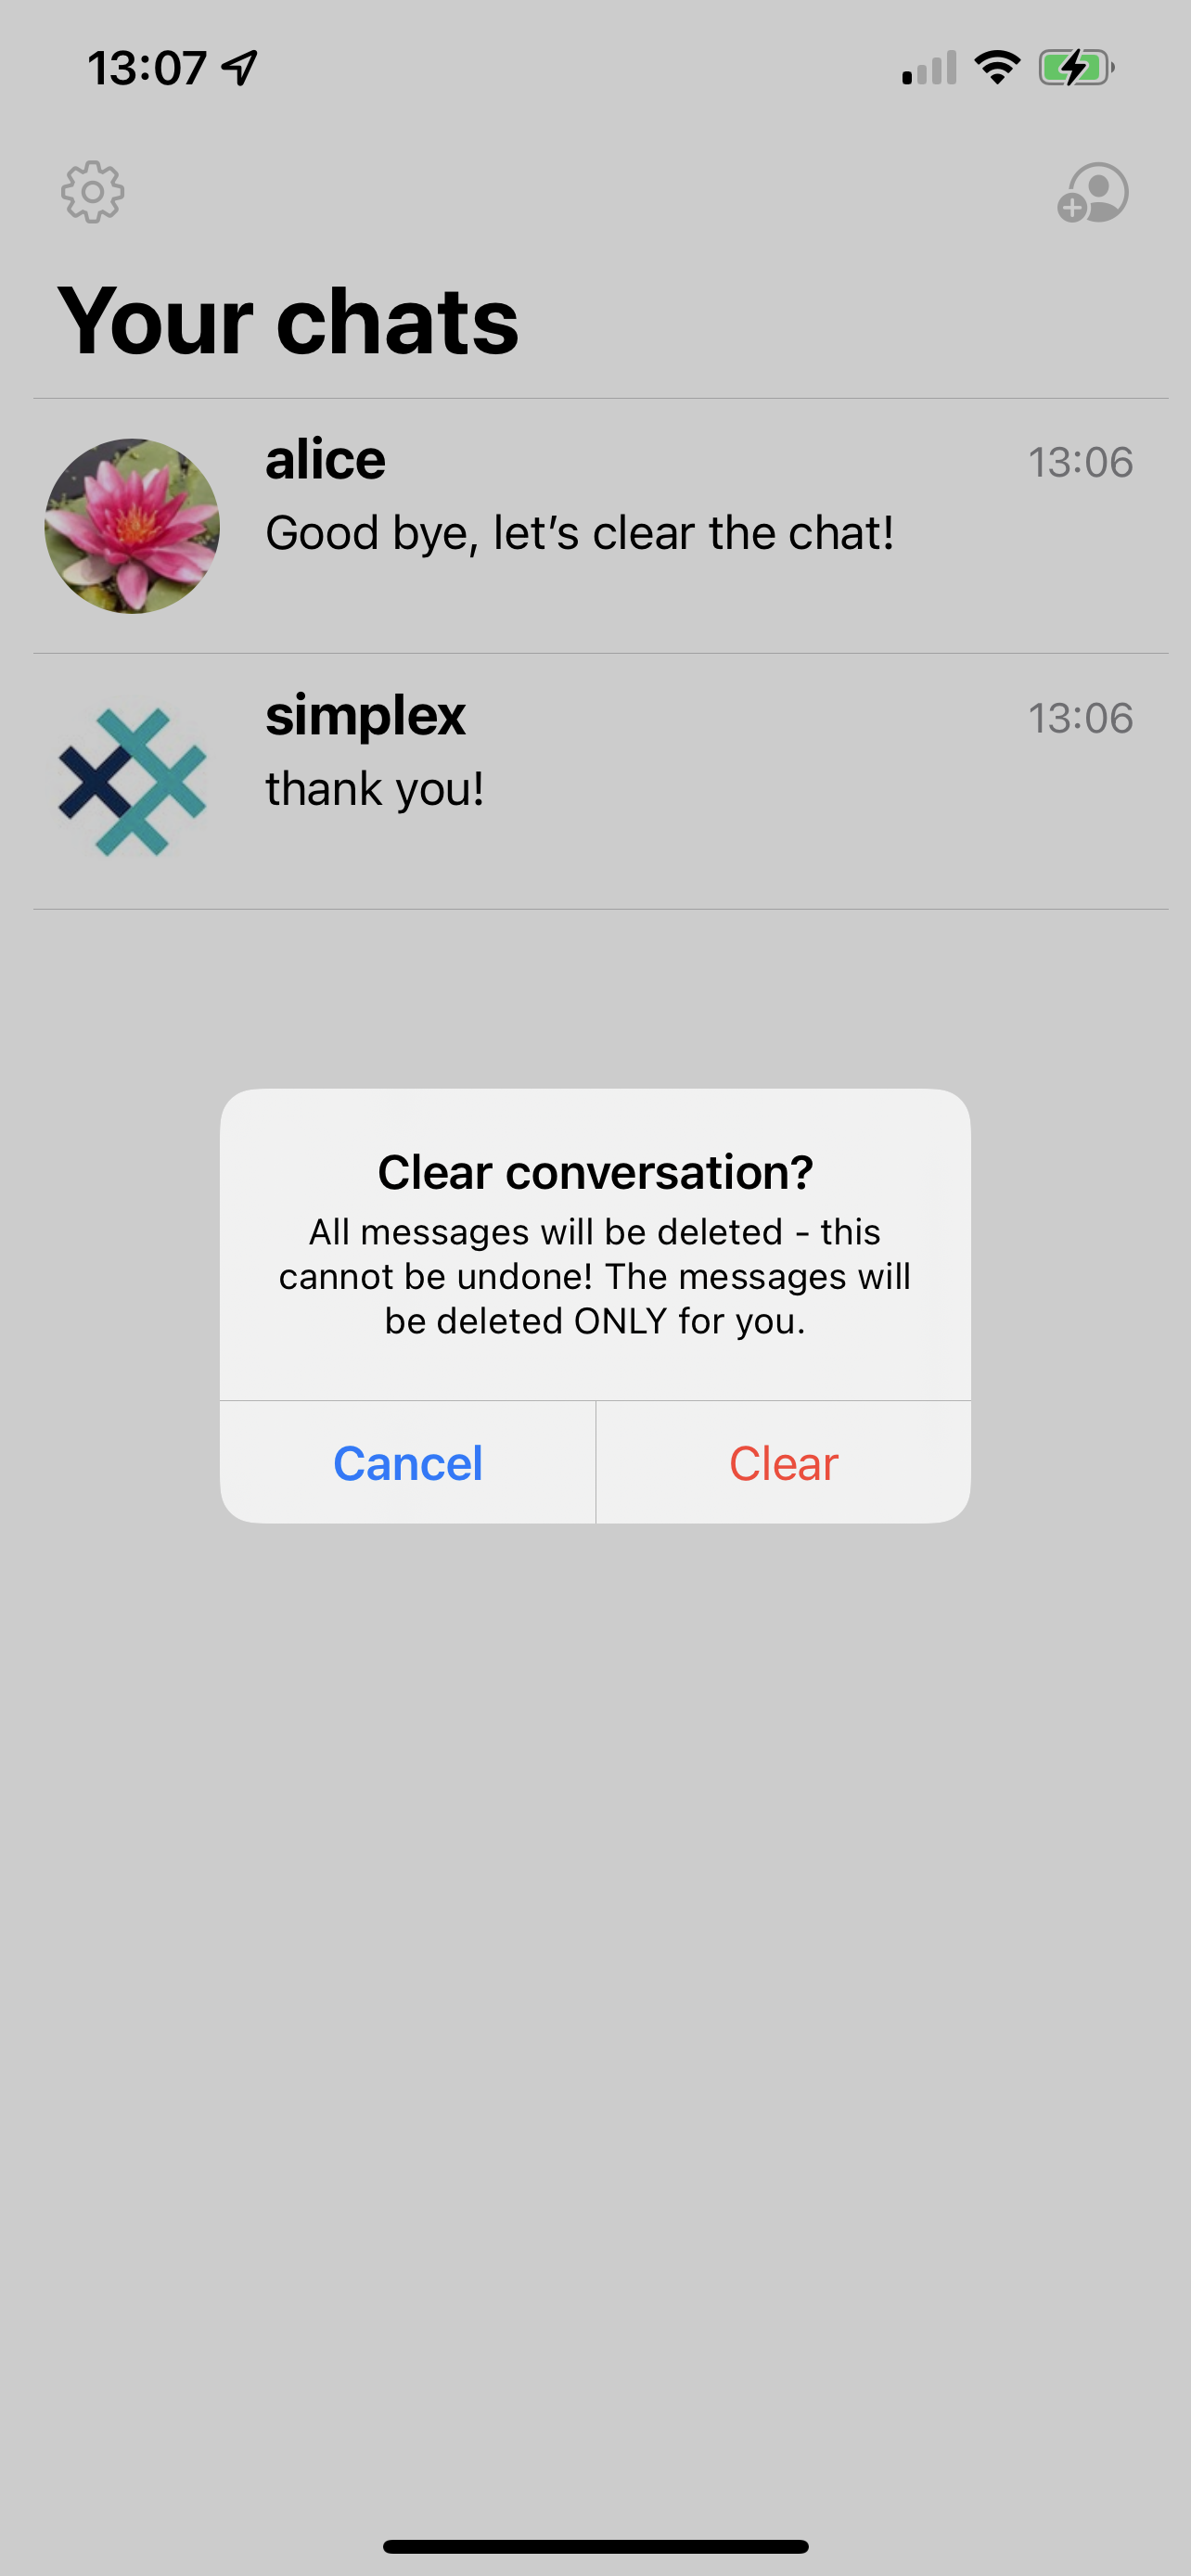 13:07
Your chats
alice 13:06
Good bye, let’s clear the chat!
simplex 13:06
thank you!
Clear conversation?
All messages will be deleted - this
cannot be undone! The messages will
be deleted ONLY for you.
Cancel Clear